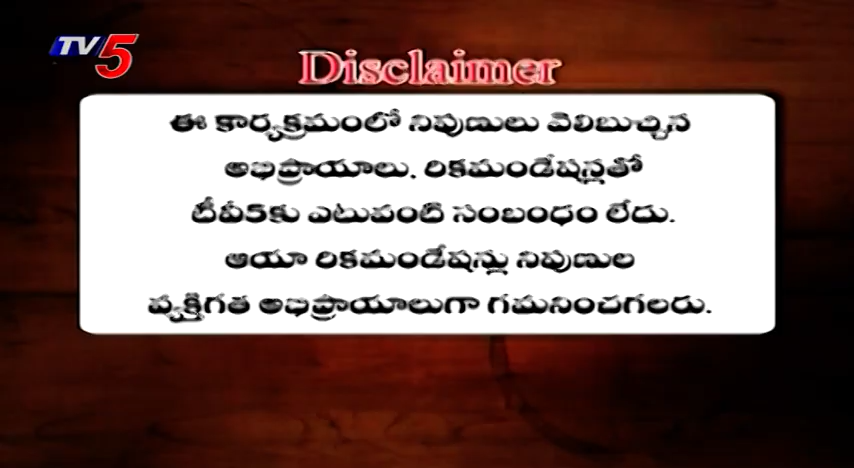 TV5
Disclaimer
ఈ కార్యక్రమంలో నిపుణులు వెలిబుచ్చిన
అభిప్రాయాలు. రికమండేషన్లతో
టీవీ5కు ఎటువంటి సంబంధం లేదు.
ఆయా రికమండేషన్లు నిపుణుల
వ్యక్తిగత అభిప్రాయాలుగా గమనించగలరు.